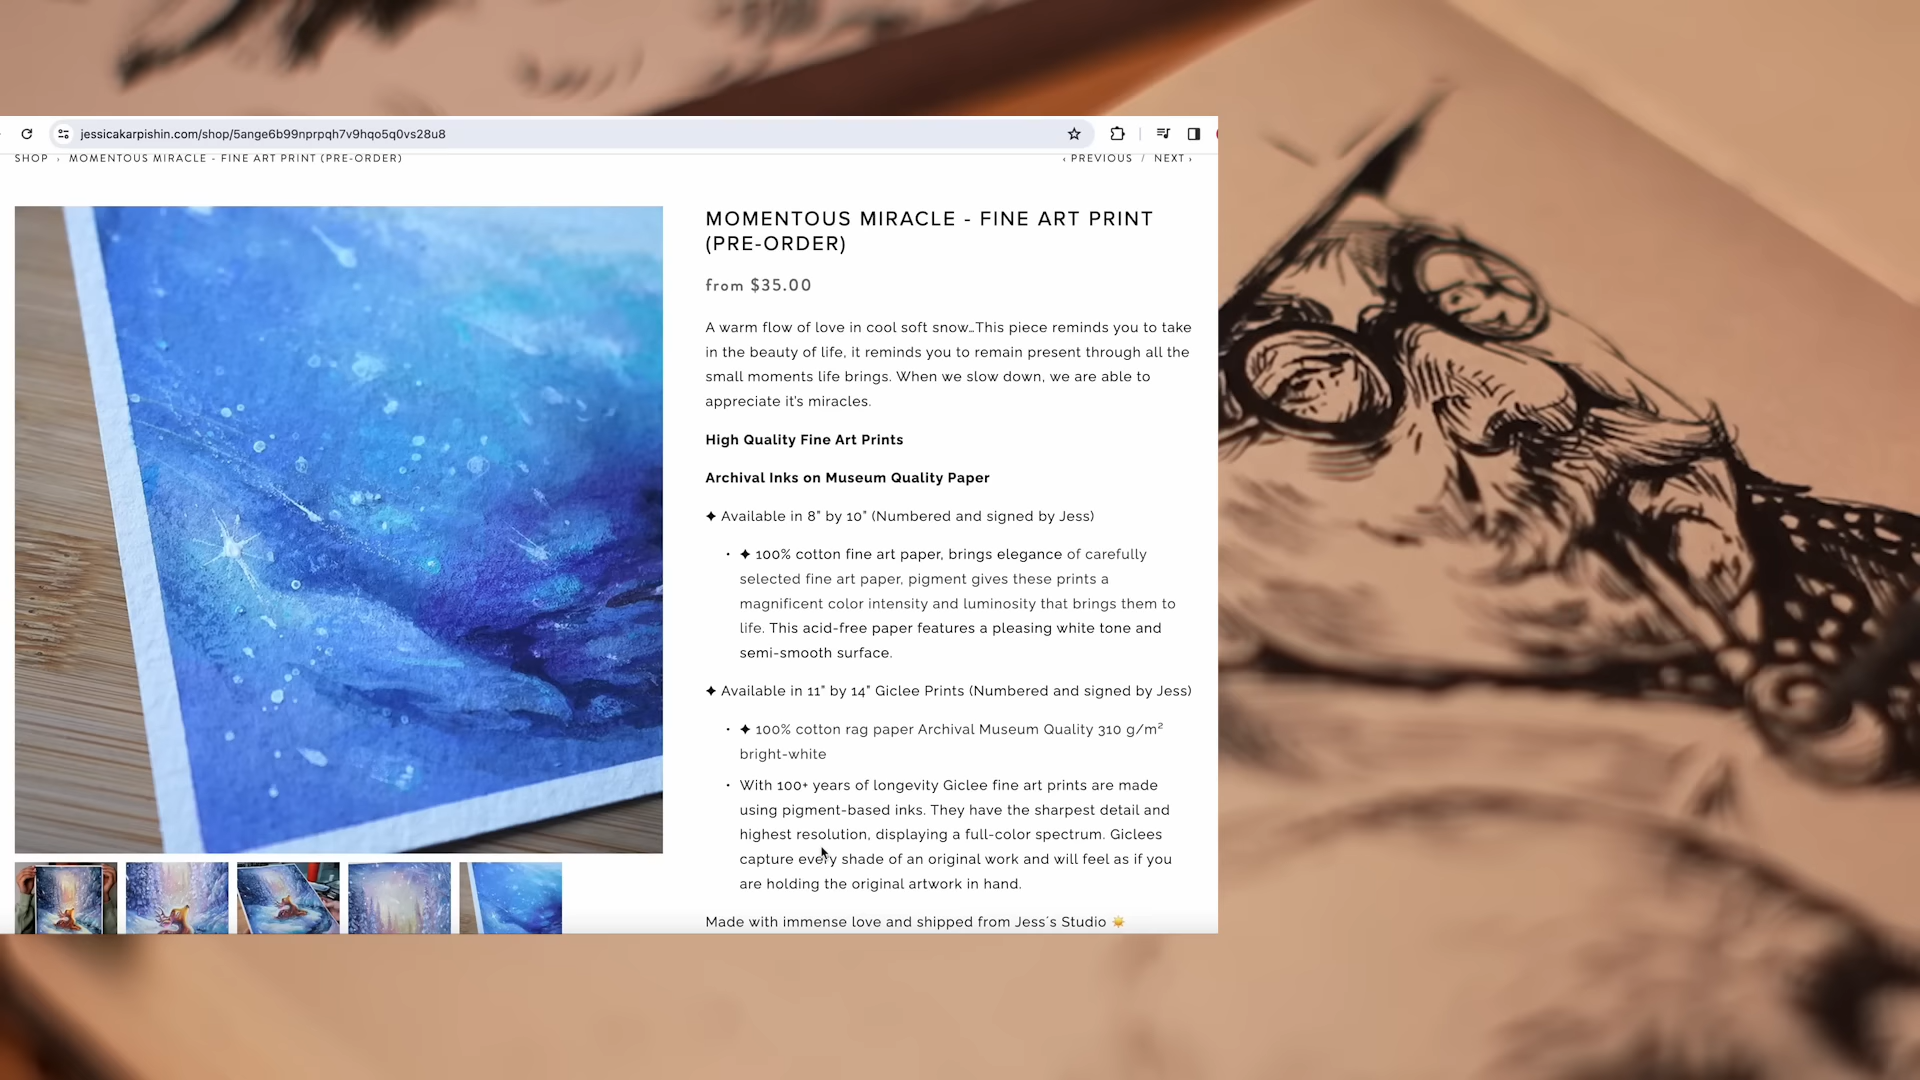 jessicakarpishin.com/shop/5ange6b99nprpqh7v9hqo5q0vs28u8
SHOP › MOMENTOUS MIRACLE - FINE ART PRINT (PRE-ORDER)
‹ PREVIOUS / NEXT ›
MOMENTOUS MIRACLE - FINE ART PRINT
(PRE-ORDER)
from $35.00
A warm flow of love in cool soft snow…This piece reminds you to take
in the beauty of life, it reminds you to remain present through all the
small moments life brings. When we slow down, we are able to
appreciate it's miracles.
High Quality Fine Art Prints
Archival Inks on Museum Quality Paper
✦ Available in 8” by 10” (Numbered and signed by Jess)
• ✦ 100% cotton fine art paper, brings elegance of carefully
selected fine art paper, pigment gives these prints a
magnificent color intensity and luminosity that brings them to
life. This acid-free paper features a pleasing white tone and
semi-smooth surface.
✦ Available in 11” by 14” Giclee Prints (Numbered and signed by Jess)
• ✦ 100% cotton rag paper Archival Museum Quality 310 g/m²
bright-white
• With 100+ years of longevity Giclee fine art prints are made
using pigment-based inks. They have the sharpest detail and
highest resolution, displaying a full-color spectrum. Giclees
capture every shade of an original work and will feel as if you
are holding the original artwork in hand.
Made with immense love and shipped from Jess´s Studio ☀️